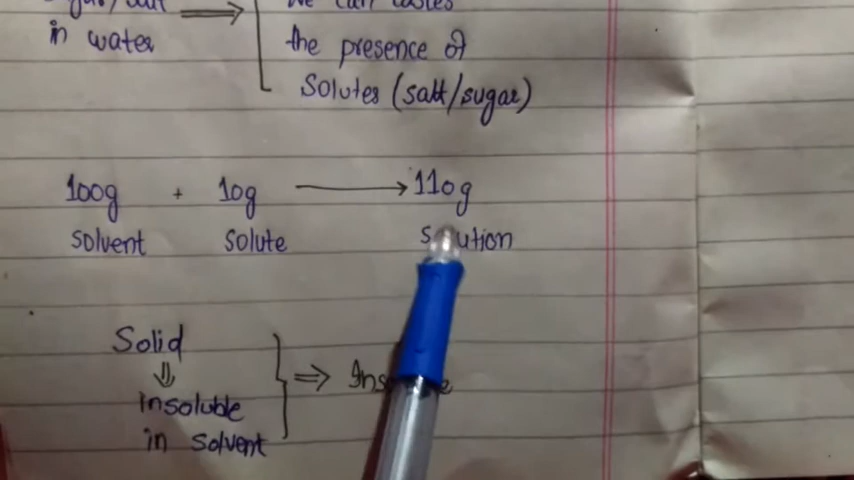 in water
the presence of
Solutes (salt/sugar)
100g + 10g → 110g
solvent solute
Solid
⇓
insoluble
in solvent
⇒